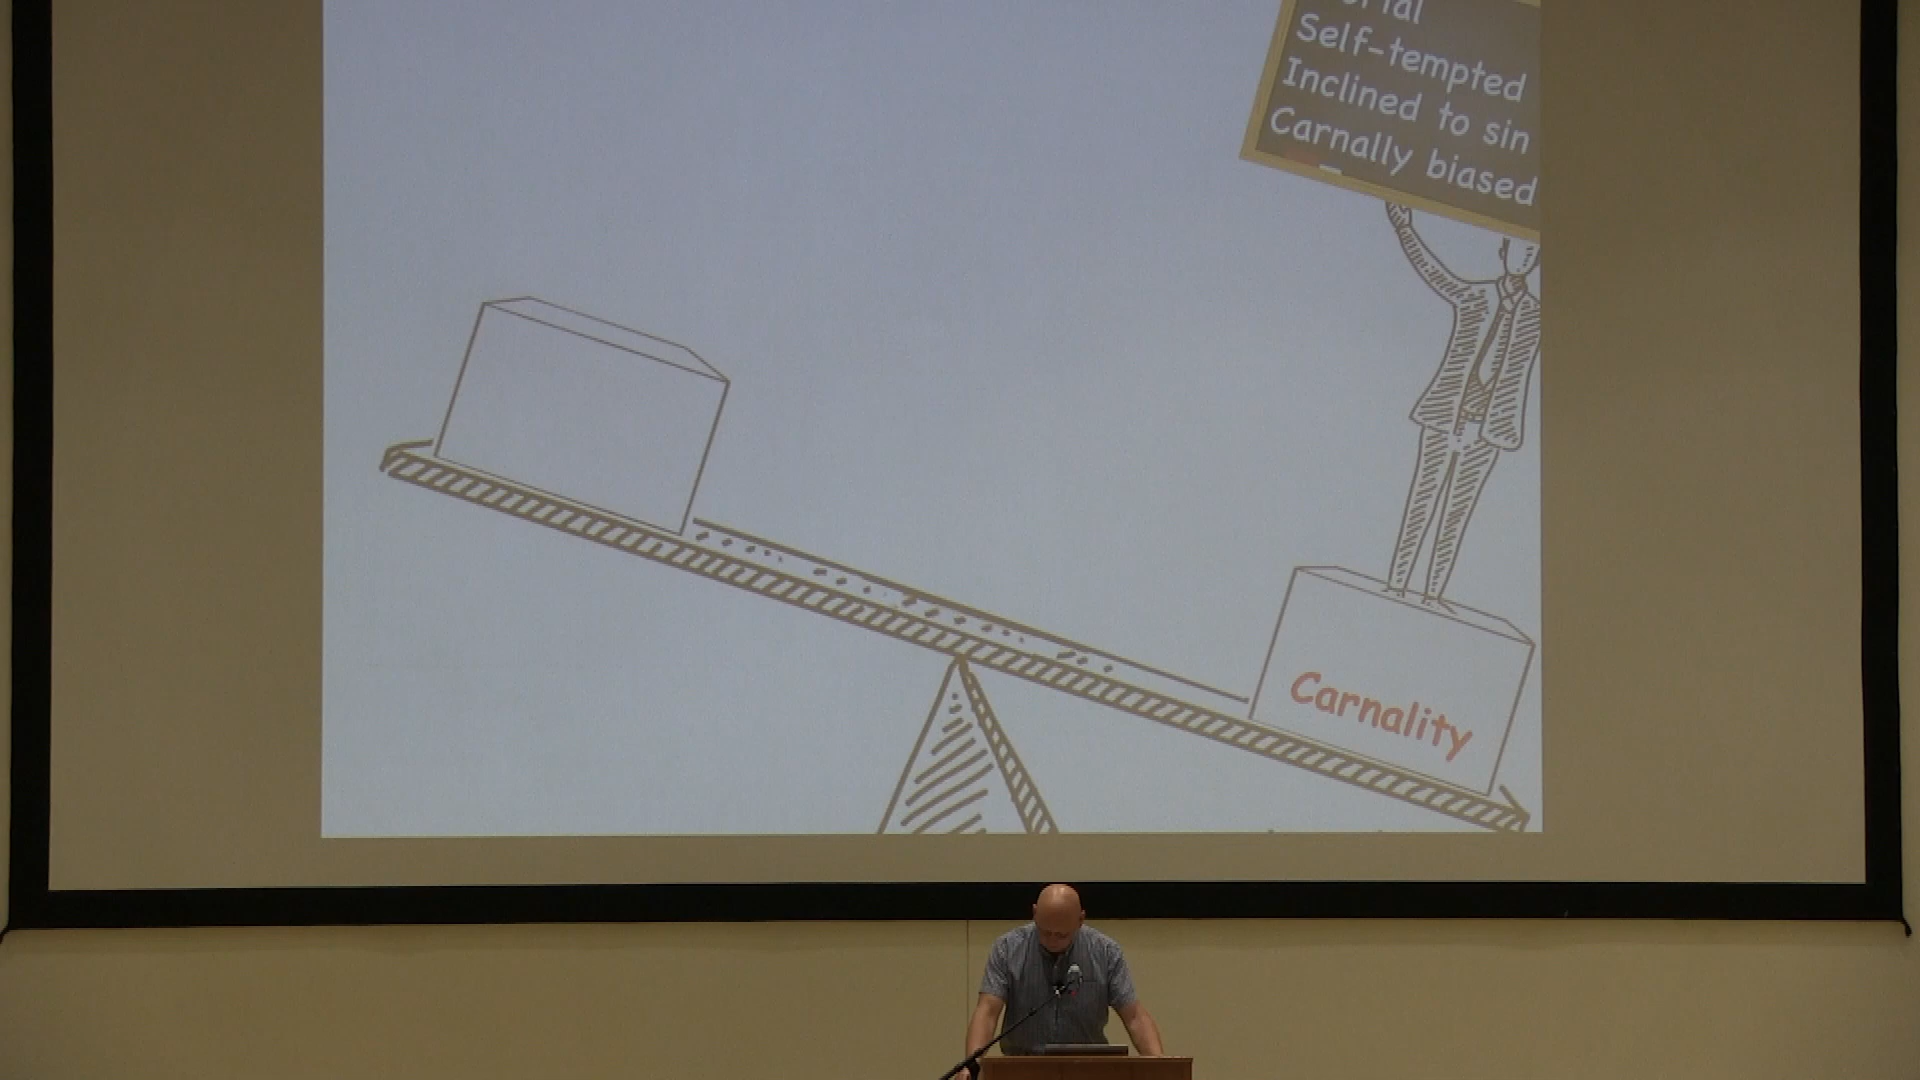 Self-tempted
Inclined to sin
Carnally biased
Carnality